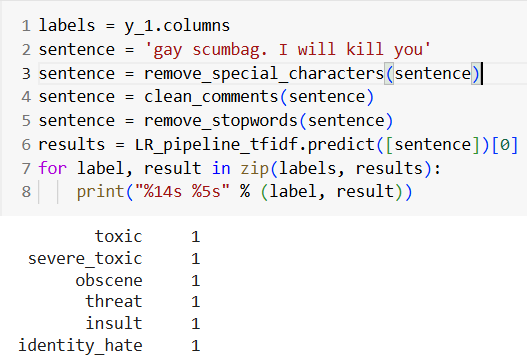 1 labels = y_1.columns
2 sentence = 'gay scumbag. I will kill you'
3 sentence = remove_special_characters(sentence)
4 sentence = clean_comments(sentence)
5 sentence = remove_stopwords(sentence)
6 results = LR_pipeline_tfidf.predict([sentence])[0]
7 for label, result in zip(labels, results):
8     print("%14s %5s" % (label, result))
toxic 1
severe_toxic 1
obscene 1
threat 1
insult 1
identity_hate 1